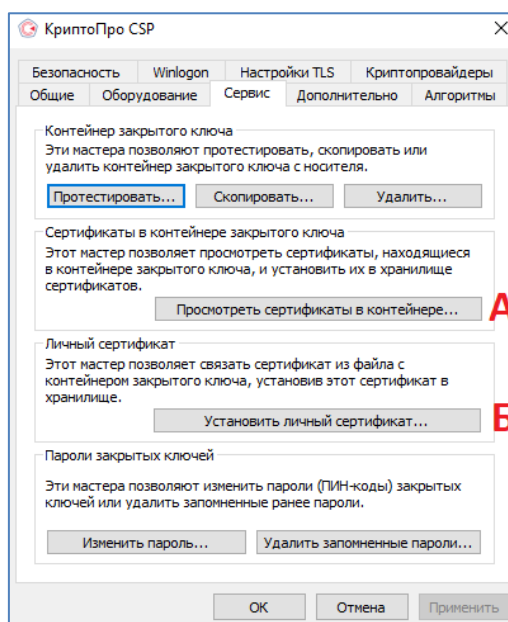 КриптоПро CSP
Безопасность Winlogon Настройки TLS Криптопровайдеры
Общие Оборудование Сервис Дополнительно Алгоритмы
Контейнер закрытого ключа
Эти мастера позволяют протестировать, скопировать или
удалить контейнер закрытого ключа с носителя.
Протестировать... Скопировать... Удалить...
Сертификаты в контейнере закрытого ключа
Этот мастер позволяет просмотреть сертификаты, находящиеся
в контейнере закрытого ключа, и установить их в хранилище
сертификатов.
Просмотреть сертификаты в контейнере... А
Личный сертификат
Этот мастер позволяет связать сертификат из файла с
контейнером закрытого ключа, установив этот сертификат в
хранилище.
Установить личный сертификат... Б
Пароли закрытых ключей
Эти мастера позволяют изменить пароли (ПИН-коды) закрытых
ключей или удалить запомненные ранее пароли.
Изменить пароль... Удалить запомненные пароли...
ОК Отмена Применить